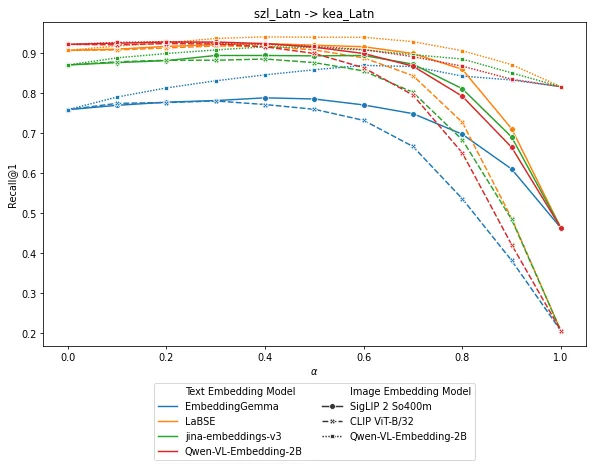 szl_Latn -> kea_Latn
Recall@1
0.9
0.8
0.7
0.6
0.5
0.4
0.3
0.2
0.0 0.2 0.4 0.6 0.8 1.0
α
Text Embedding Model Image Embedding Model
EmbeddingGemma SigLIP 2 So400m
LaBSE CLIP ViT-B/32
jina-embeddings-v3 Qwen-VL-Embedding-2B
Qwen-VL-Embedding-2B